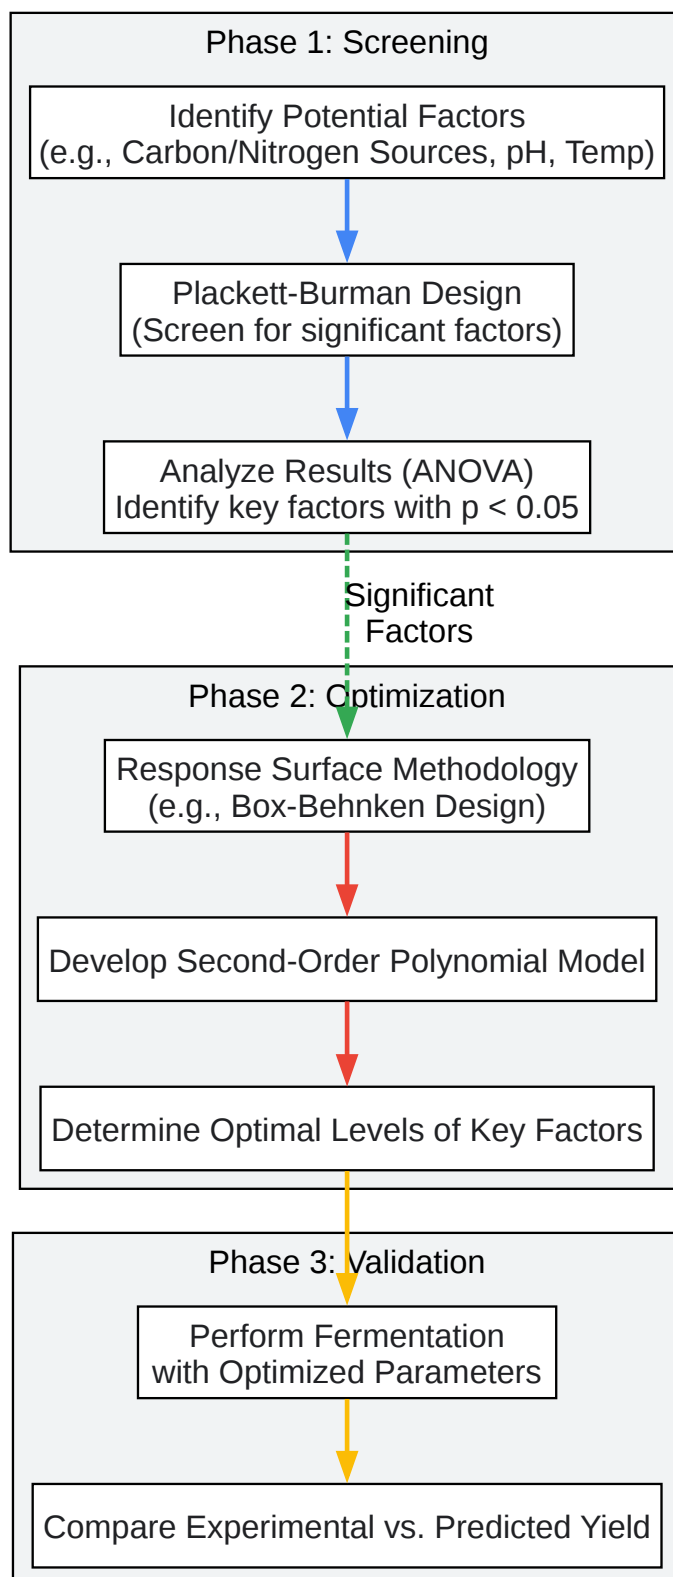 Phase 1: Screening
Identify Potential Factors
(e.g., Carbon/Nitrogen Sources, pH, Temp)
Plackett-Burman Design
(Screen for significant factors)
Analyze Results (ANOVA)
Identify key factors with p < 0.05
Significant
Factors
Phase 2: Optimization
Response Surface Methodology
(e.g., Box-Behnken Design)
Develop Second-Order Polynomial Model
Determine Optimal Levels of Key Factors
Phase 3: Validation
Perform Fermentation
with Optimized Parameters
Compare Experimental vs. Predicted Yield